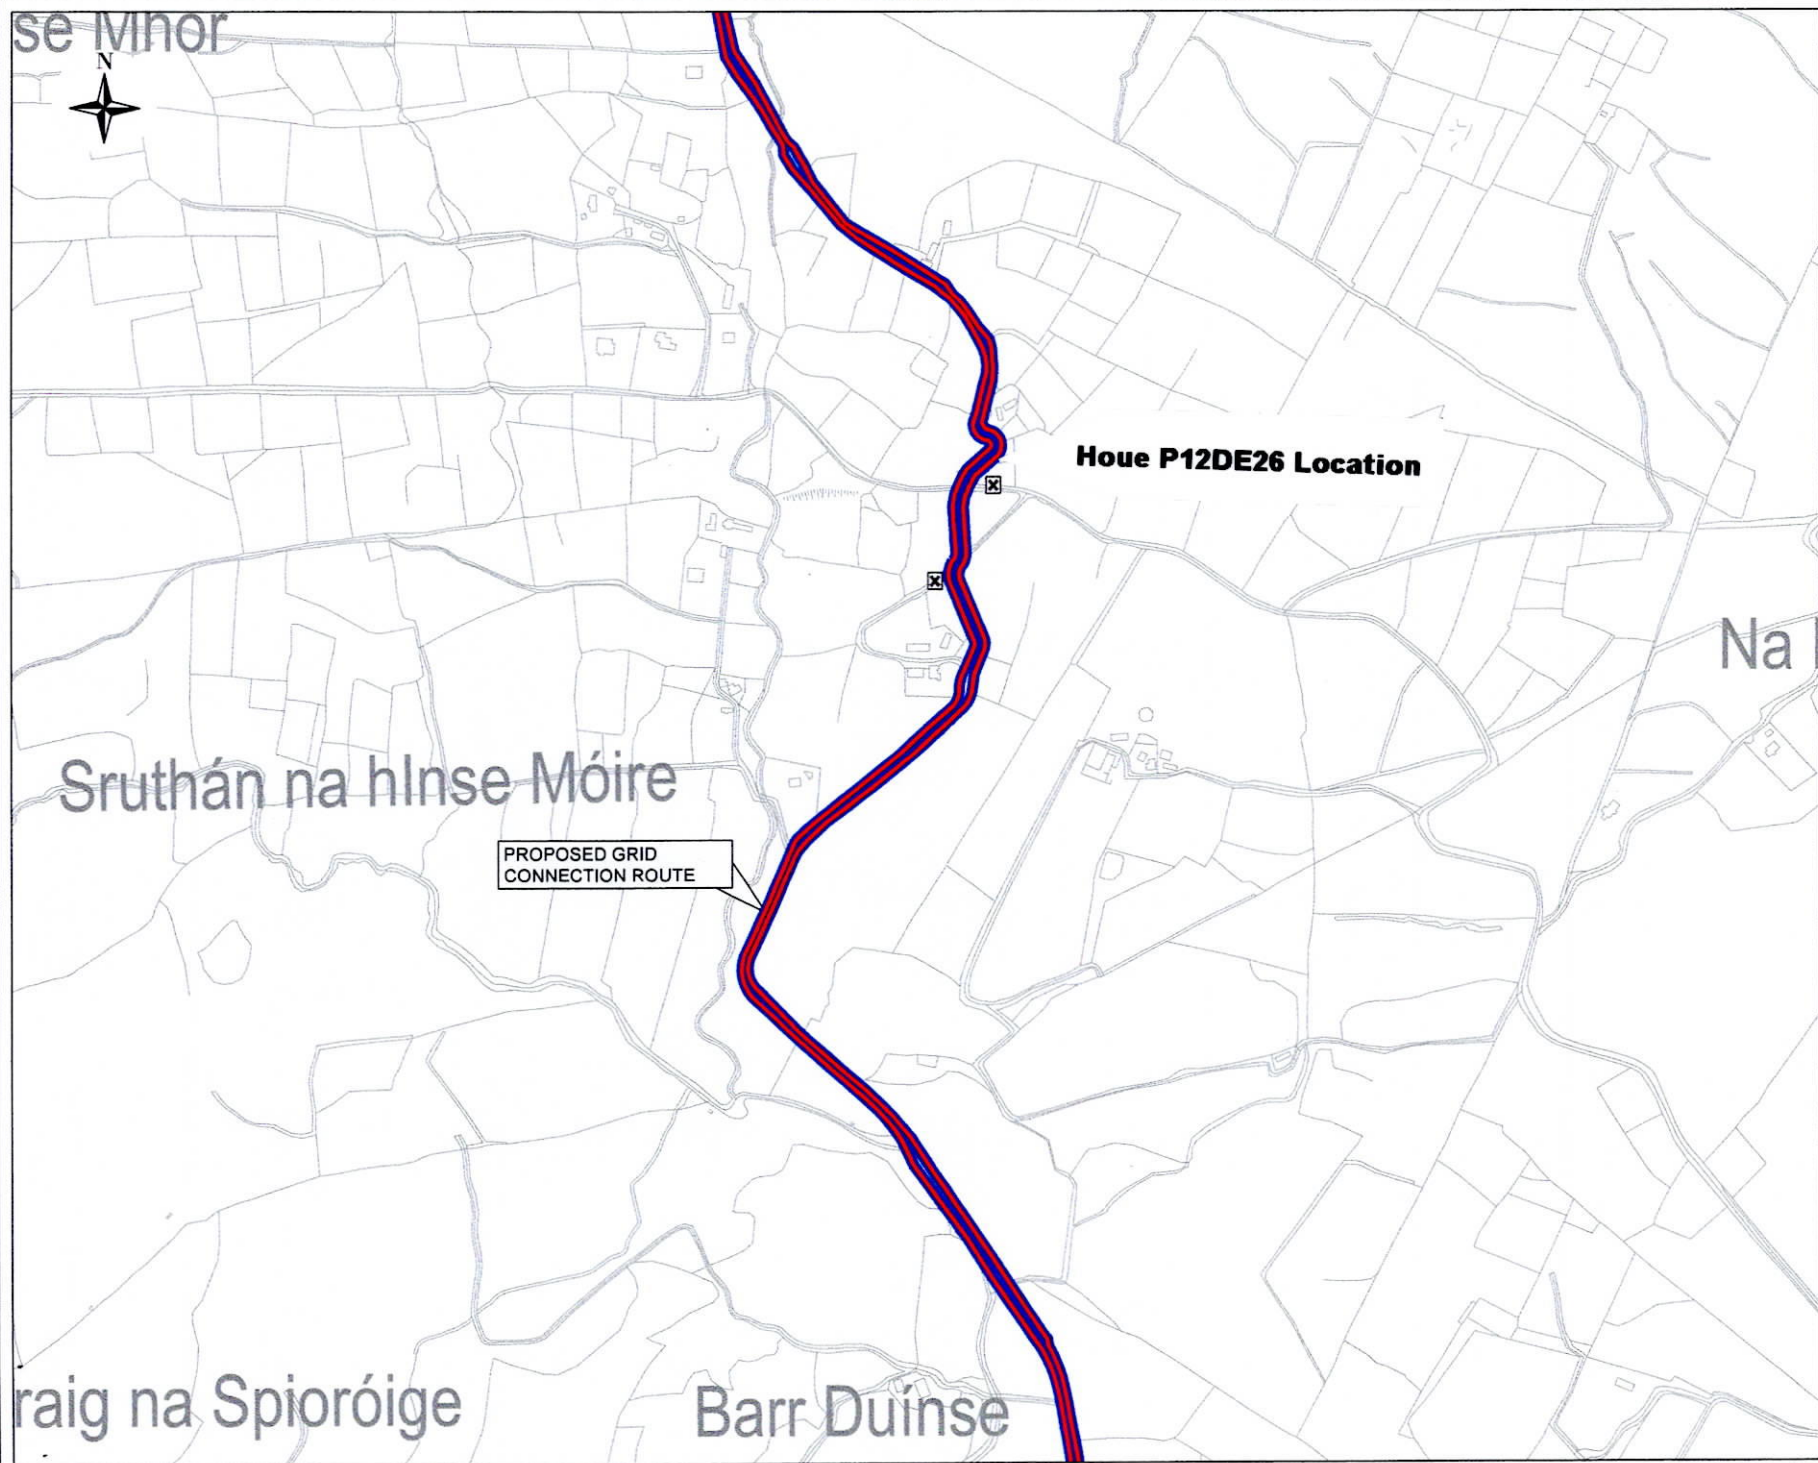 se Mhor
N
Houe P12DE26 Location
Na
Sruthán na hInse Móire
PROPOSED GRID
CONNECTION ROUTE
raig na Spioróige
Barr Duínse